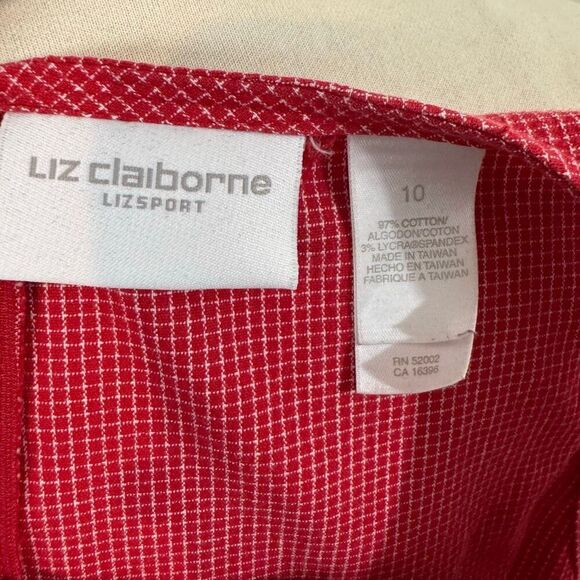 Liz claiborne
LIZSPORT
10
97% COTTON/
ALGODON/COTON
3% LYCRA®SPANDEX
MADE IN TAIWAN
HECHO EN TAIWAN
FABRIQUE A TAIWAN
RN 52002
CA 16396